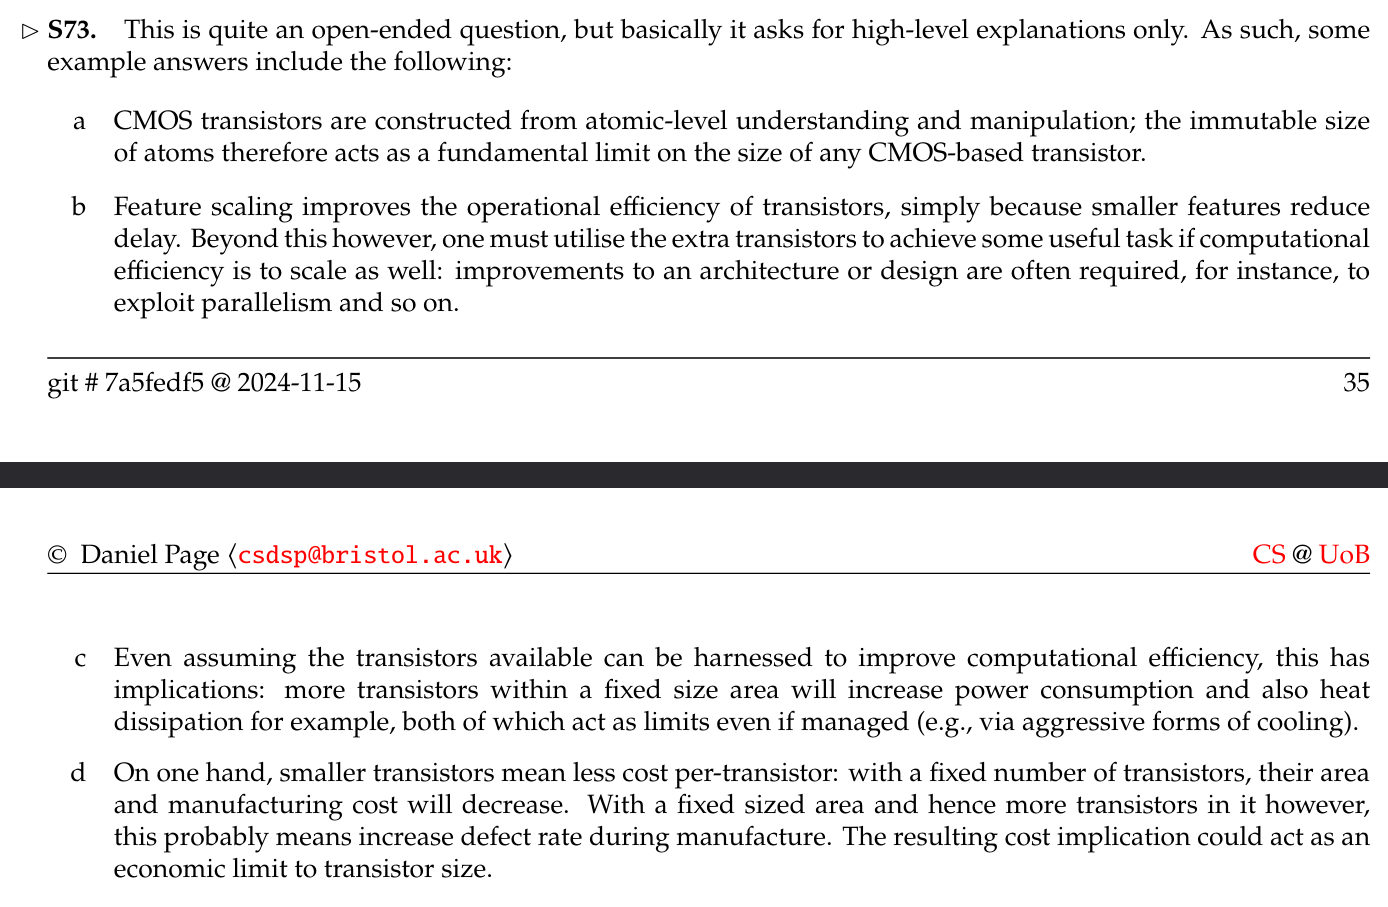 ▷ S73. This is quite an open-ended question, but basically it asks for high-level explanations only. As such, some
example answers include the following:
a CMOS transistors are constructed from atomic-level understanding and manipulation; the immutable size
of atoms therefore acts as a fundamental limit on the size of any CMOS-based transistor.
b Feature scaling improves the operational efficiency of transistors, simply because smaller features reduce
delay. Beyond this however, one must utilise the extra transistors to achieve some useful task if computational
efficiency is to scale as well: improvements to an architecture or design are often required, for instance, to
exploit parallelism and so on.
git # 7a5fedf5 @ 2024-11-15 35
© Daniel Page ⟨csdsp@bristol.ac.uk⟩ CS @ UoB
c Even assuming the transistors available can be harnessed to improve computational efficiency, this has
implications: more transistors within a fixed size area will increase power consumption and also heat
dissipation for example, both of which act as limits even if managed (e.g., via aggressive forms of cooling).
d On one hand, smaller transistors mean less cost per-transistor: with a fixed number of transistors, their area
and manufacturing cost will decrease. With a fixed sized area and hence more transistors in it however,
this probably means increase defect rate during manufacture. The resulting cost implication could act as an
economic limit to transistor size.